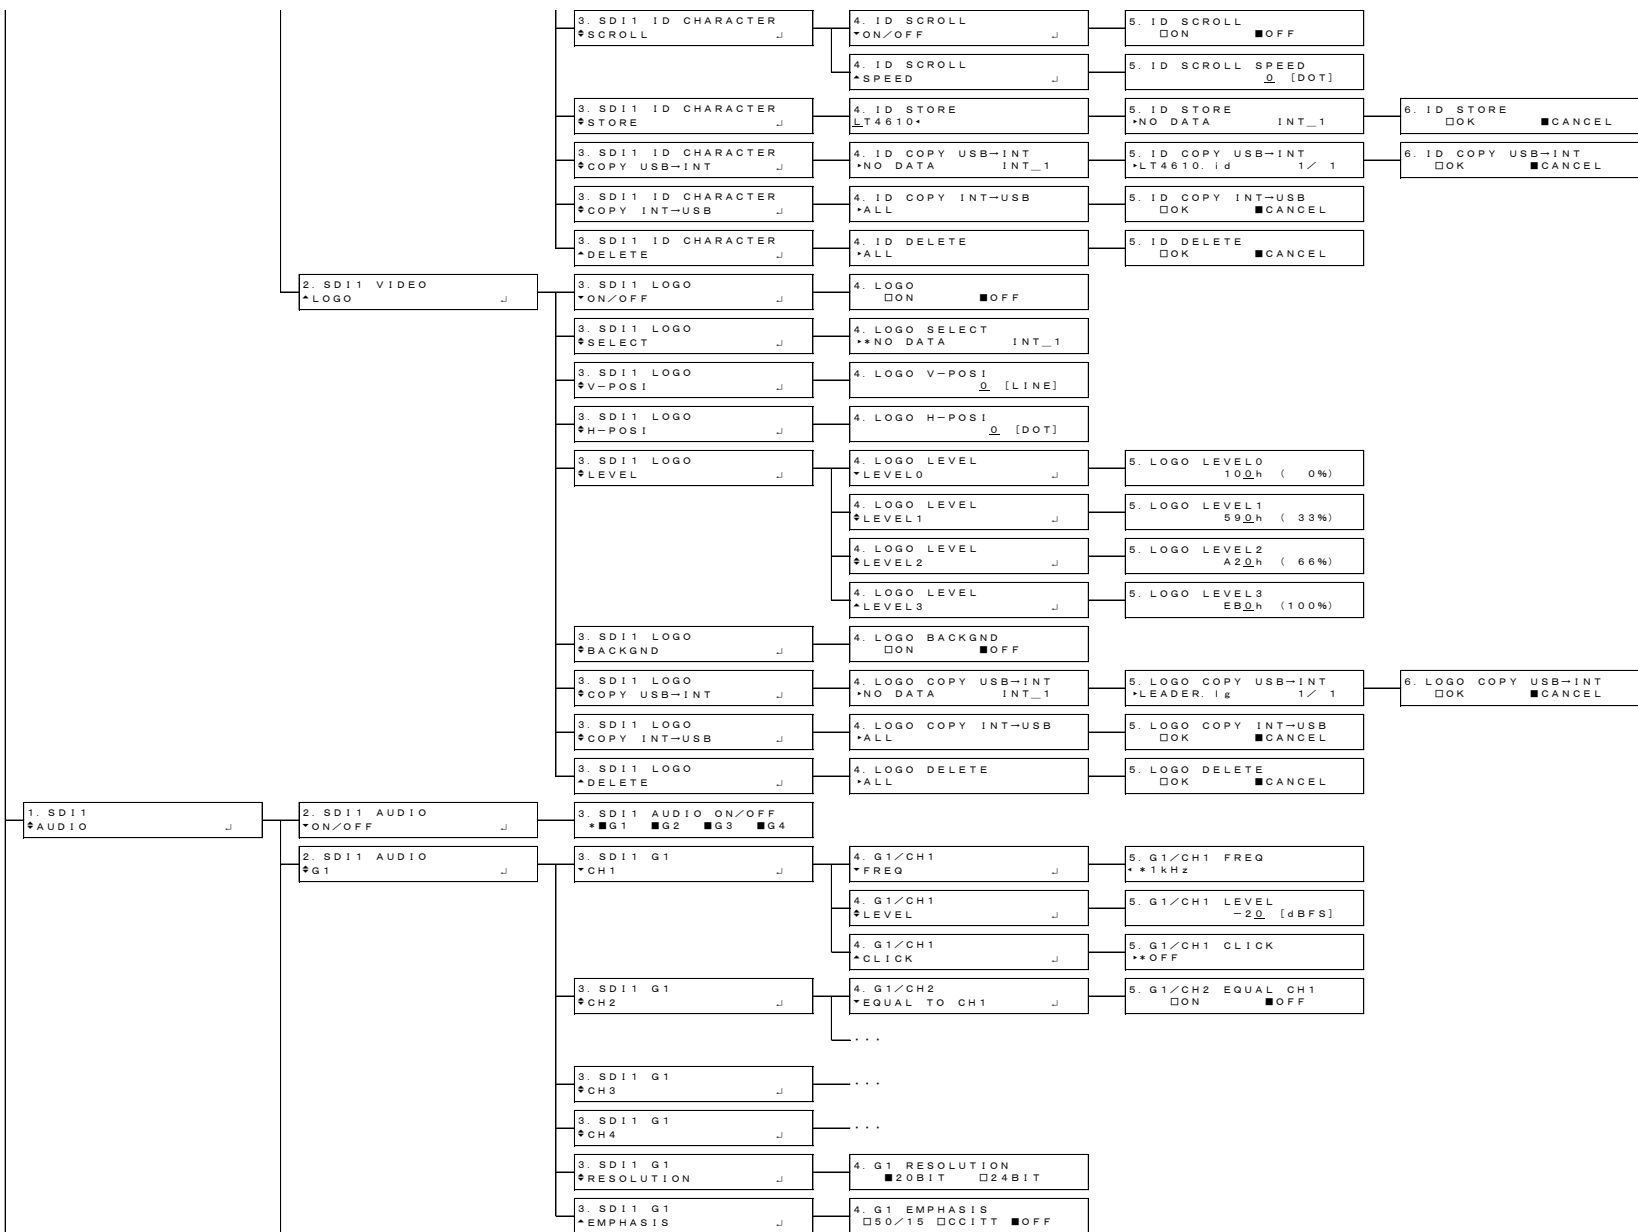 3. SDI1 ID CHARACTER
♦SCROLL ↵
4. ID SCROLL
▾ON/OFF ↵
5. ID SCROLL
□ON ■OFF
4. ID SCROLL
▴SPEED ↵
5. ID SCROLL SPEED
0 [DOT]
3. SDI1 ID CHARACTER
♦STORE ↵
4. ID STORE
LT4610◂
5. ID STORE
▸NO DATA INT_1
6. ID STORE
□OK ■CANCEL
3. SDI1 ID CHARACTER
♦COPY USB→INT ↵
4. ID COPY USB→INT
▸NO DATA INT_1
5. ID COPY USB→INT
▸LT4610.id 1/ 1
6. ID COPY USB→INT
□OK ■CANCEL
3. SDI1 ID CHARACTER
♦COPY INT→USB ↵
4. ID COPY INT→USB
▸ALL
5. ID COPY INT→USB
□OK ■CANCEL
3. SDI1 ID CHARACTER
▴DELETE ↵
4. ID DELETE
▸ALL
5. ID DELETE
□OK ■CANCEL
2. SDI1 VIDEO
▴LOGO ↵
3. SDI1 LOGO
▾ON/OFF ↵
4. LOGO
□ON ■OFF
3. SDI1 LOGO
♦SELECT ↵
4. LOGO SELECT
▸*NO DATA INT_1
3. SDI1 LOGO
♦V-POSI ↵
4. LOGO V-POSI
0 [LINE]
3. SDI1 LOGO
♦H-POSI ↵
4. LOGO H-POSI
0 [DOT]
3. SDI1 LOGO
♦LEVEL ↵
4. LOGO LEVEL
▾LEVEL0 ↵
5. LOGO LEVEL0
100h ( 0%)
4. LOGO LEVEL
♦LEVEL1 ↵
5. LOGO LEVEL1
590h ( 33%)
4. LOGO LEVEL
♦LEVEL2 ↵
5. LOGO LEVEL2
A20h ( 66%)
4. LOGO LEVEL
▴LEVEL3 ↵
5. LOGO LEVEL3
EB0h (100%)
3. SDI1 LOGO
♦BACKGND ↵
4. LOGO BACKGND
□ON ■OFF
3. SDI1 LOGO
♦COPY USB→INT ↵
4. LOGO COPY USB→INT
▸NO DATA INT_1
5. LOGO COPY USB→INT
▸LEADER.lg 1/ 1
6. LOGO COPY USB→INT
□OK ■CANCEL
3. SDI1 LOGO
♦COPY INT→USB ↵
4. LOGO COPY INT→USB
▸ALL
5. LOGO COPY INT→USB
□OK ■CANCEL
3. SDI1 LOGO
▴DELETE ↵
4. LOGO DELETE
▸ALL
5. LOGO DELETE
□OK ■CANCEL
1. SDI1
♦AUDIO ↵
2. SDI1 AUDIO
▾ON/OFF ↵
3. SDI1 AUDIO ON/OFF
*■G1 ■G2 ■G3 ■G4
2. SDI1 AUDIO
♦G1 ↵
3. SDI1 G1
▾CH1 ↵
4. G1/CH1
▾FREQ ↵
5. G1/CH1 FREQ
◂*1kHz
4. G1/CH1
♦LEVEL ↵
5. G1/CH1 LEVEL
-20 [dBFS]
4. G1/CH1
▴CLICK ↵
5. G1/CH1 CLICK
▸*OFF
3. SDI1 G1
♦CH2 ↵
4. G1/CH2
▾EQUAL TO CH1 ↵
5. G1/CH2 EQUAL CH1
□ON ■OFF
···
3. SDI1 G1
♦CH3 ↵
···
3. SDI1 G1
♦CH4 ↵
···
3. SDI1 G1
♦RESOLUTION ↵
4. G1 RESOLUTION
■20BIT □24BIT
3. SDI1 G1
▴EMPHASIS ↵
4. G1 EMPHASIS
□50/15 □CCITT ■OFF